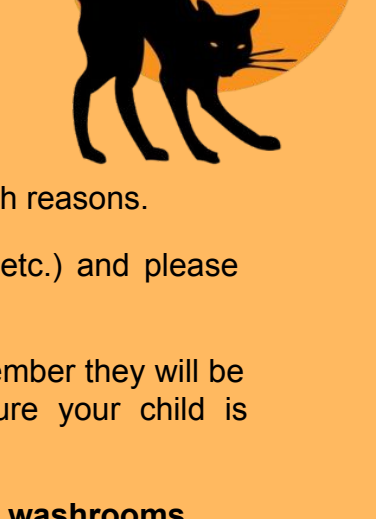 h reasons.
etc.) and please
ember they will be
ure your child is
washrooms